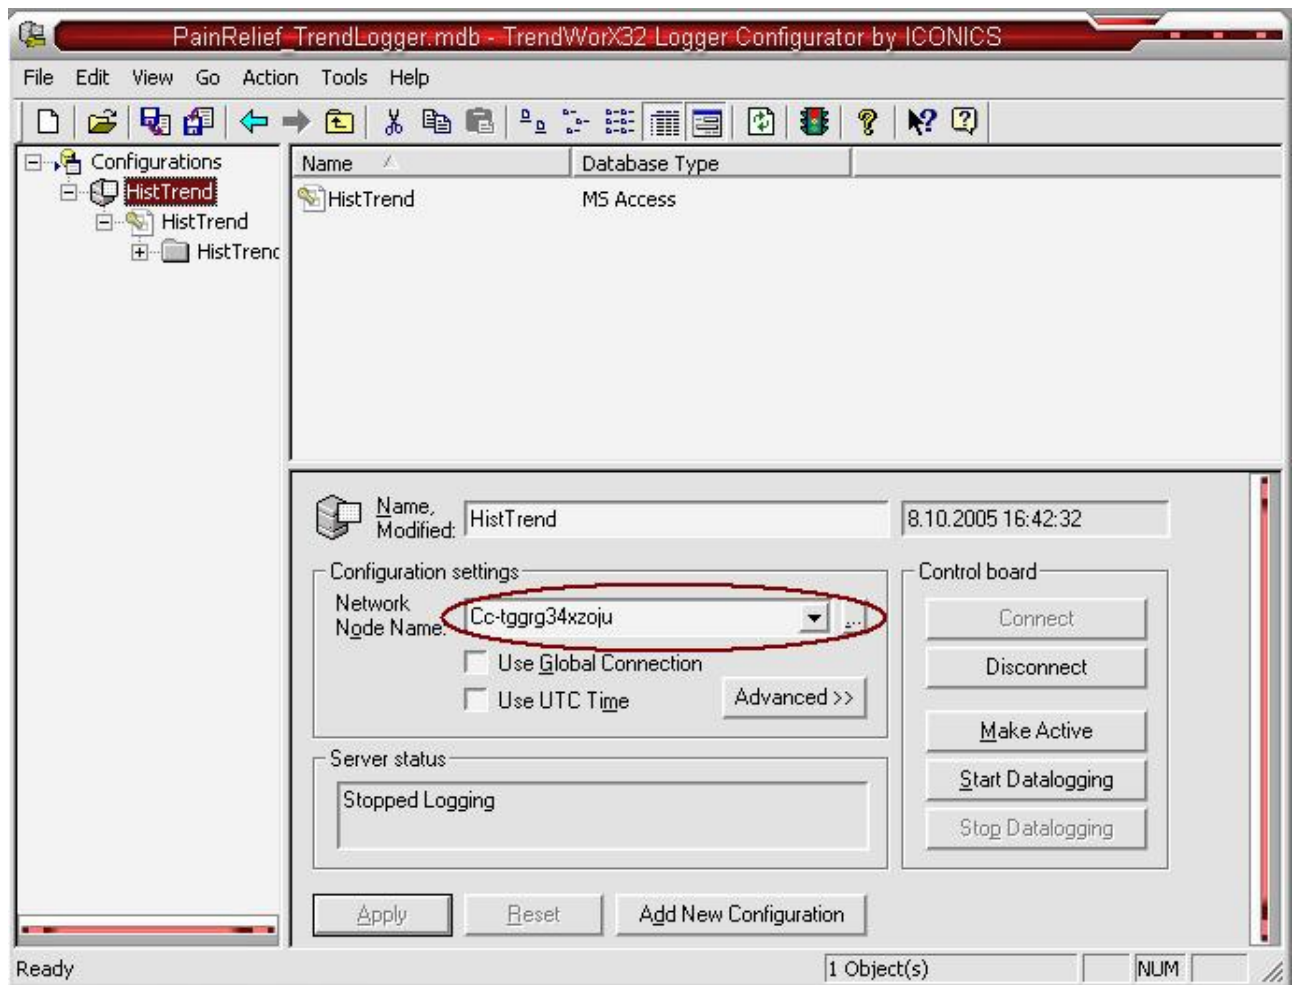 PainRelief_TrendLogger.mdb - TrendWorX32 Logger Configurator by ICONICS
File Edit View Go Action Tools Help
Configurations
HistTrend
HistTrend
HistTrend
Name Database Type
HistTrend MS Access
Name,
Modified: HistTrend 8.10.2005 16:42:32
Configuration settings
Network
Node Name: Cc-tggrg34xzoju ...
Use Global Connection
Use UTC Time Advanced >>
Server status
Stopped Logging
Control board
Connect
Disconnect
Make Active
Start Datalogging
Stop Datalogging
Apply Reset Add New Configuration
Ready 1 Object(s) NUM